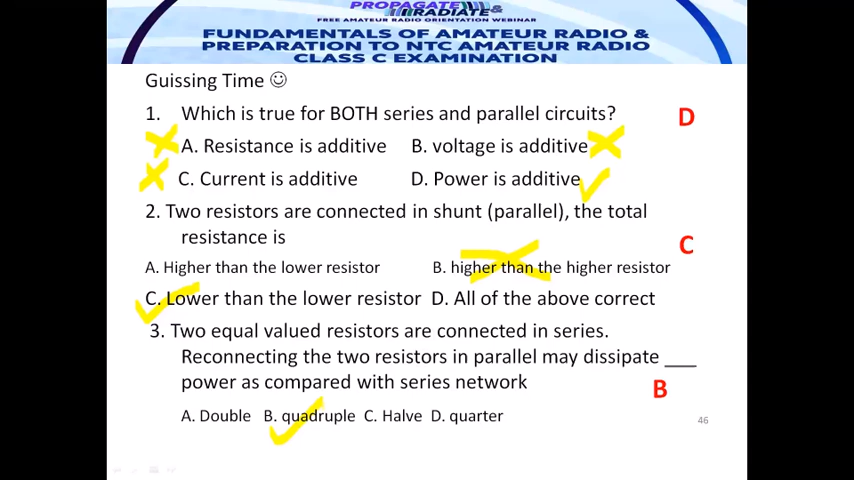 PROPAGATE &
RADIATE
FREE AMATEUR RADIO ORIENTATION WEBINAR
FUNDAMENTALS OF AMATEUR RADIO &
PREPARATION TO NTC AMATEUR RADIO
CLASS C EXAMINATION
Guissing Time ☺
1. Which is true for BOTH series and parallel circuits? D
A. Resistance is additive B. voltage is additive
C. Current is additive D. Power is additive
2. Two resistors are connected in shunt (parallel), the total
resistance is C
A. Higher than the lower resistor B. higher than the higher resistor
C. Lower than the lower resistor D. All of the above correct
3. Two equal valued resistors are connected in series.
Reconnecting the two resistors in parallel may dissipate ___
power as compared with series network B
A. Double B. quadruple C. Halve D. quarter
46